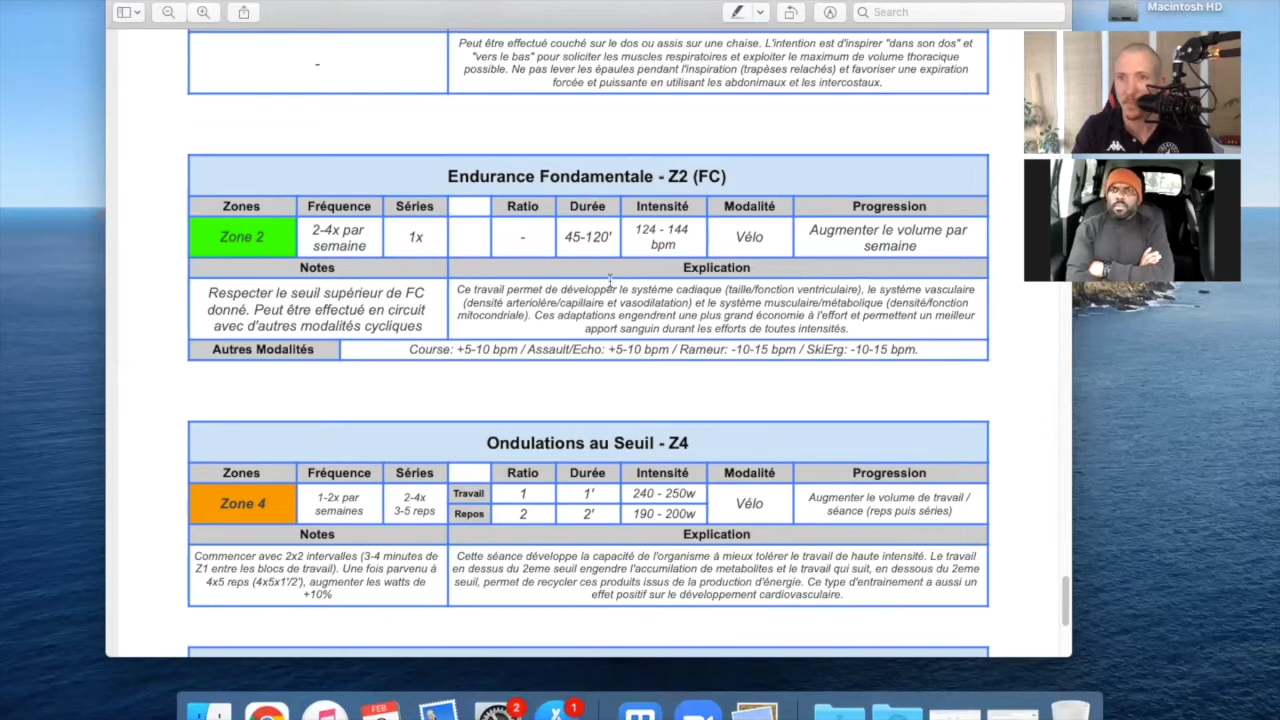 Search
Macintosh HD
Peut être effectué couché sur le dos ou assis sur une chaise. L'intention est d'inspirer "dans son dos" et
"vers le bas" pour soliciter les muscles respiratoires et exploiter le maximum de volume thoracique
possible. Ne pas lever les épaules pendant l'inspiration (trapèses relachés) et favoriser une expiration
forcée et puissante en utilisant les abdonimaux et les intercostaux.
-
Endurance Fondamentale - Z2 (FC)
Zones Fréquence Séries Ratio Durée Intensité Modalité Progression
Zone 2 2-4x par semaine 1x - 45-120' 124 - 144 bpm Vélo Augmenter le volume par semaine
Notes Explication
Respecter le seuil supérieur de FC
donné. Peut être effectué en circuit
avec d'autres modalités cycliques
Ce travail permet de développer le système cadiaque (taille/fonction ventriculaire), le système vasculaire
(densité arteriolère/capillaire et vasodilatation) et le système musculaire/métabolique (densité/fonction
mitocondriale). Ces adaptations engendrent une plus grand économie à l'effort et permettent un meilleur
apport sanguin durant les efforts de toutes intensités.
Autres Modalités Course: +5-10 bpm / Assault/Echo: +5-10 bpm / Rameur: -10-15 bpm / SkiErg: -10-15 bpm.
Ondulations au Seuil - Z4
Zones Fréquence Séries Ratio Durée Intensité Modalité Progression
Zone 4 1-2x par semaines 2-4x 3-5 reps Travail 1 1' 240 - 250w Vélo Augmenter le volume de travail / séance (reps puis séries)
Repos 2 2' 190 - 200w
Notes Explication
Commencer avec 2x2 intervalles (3-4 minutes de
Z1 entre les blocs de travail). Une fois parvenu à
4x5 reps (4x5x1'/2'), augmenter les watts de
+10%
Cette séance développe la capacité de l'organisme à mieux tolérer le travail de haute intensité. Le travail
en dessus du 2eme seuil engendre l'accumulation de metabolites et le travail qui suit, en dessous du 2eme
seuil, permet de recycler ces produits issus de la production d'énergie. Ce type d'entrainement a aussi un
effet positif sur le développement cardiovasculaire.
FEB
2
1